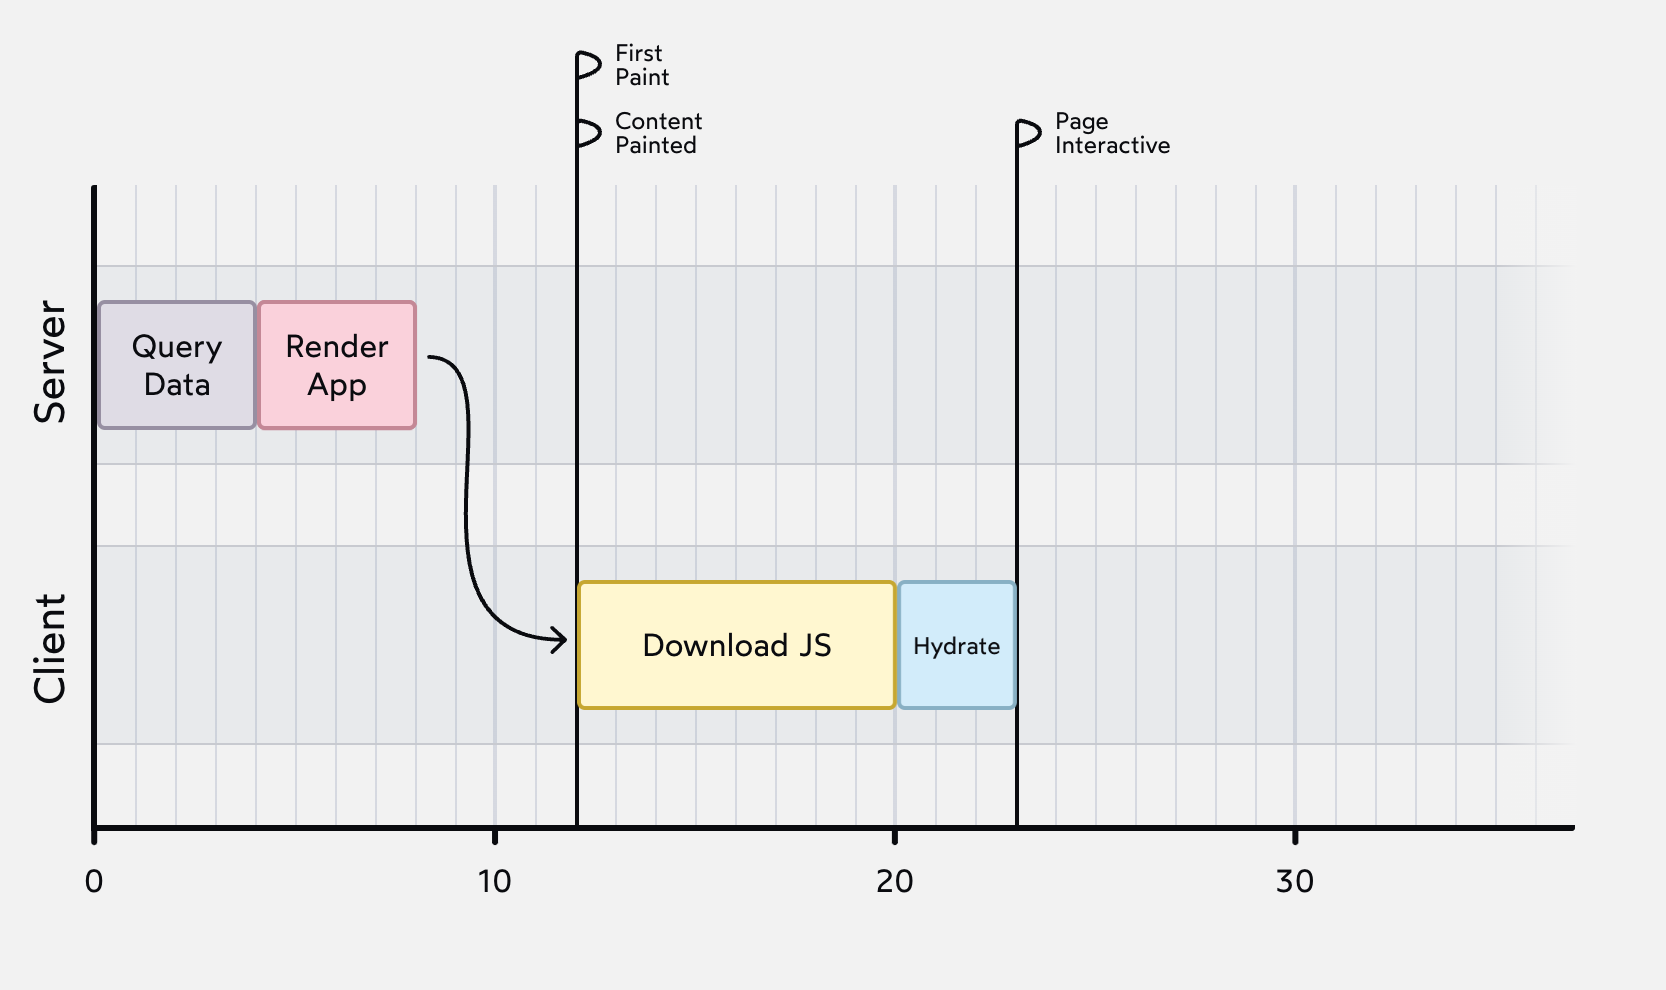 First
Paint
Content
Painted
Page
Interactive
Server
Query
Data
Render
App
Client
Download JS
Hydrate
0
10
20
30